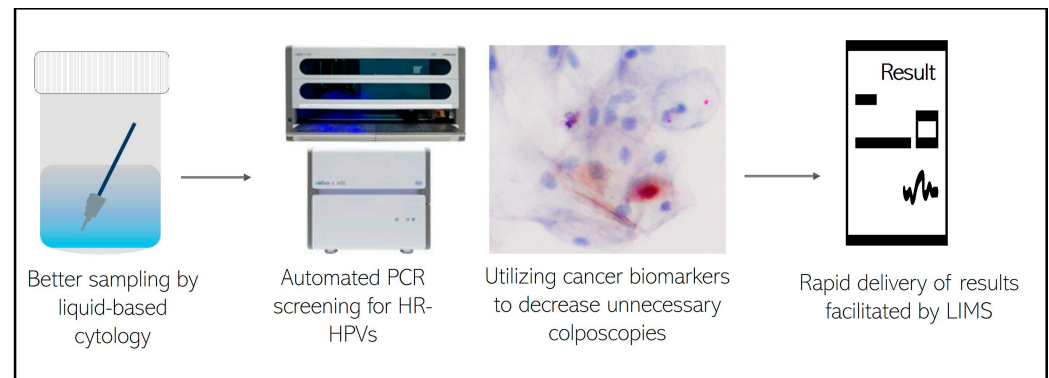 Result
Better sampling by
liquid-based
cytology
Automated PCR
screening for HR-
HPVs
Utilizing cancer biomarkers
to decrease unnecessary
colposcopies
Rapid delivery of results
facilitated by LIMS